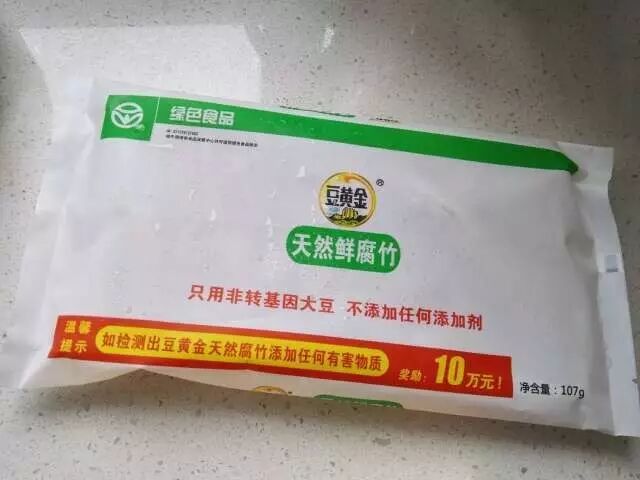 绿色食品
豆黄金
®
天然鲜腐竹
只用非转基因大豆 不添加任何添加剂
温馨
提示
如检测出豆黄金天然腐竹添加任何有害物质
奖励：10万元！
净含量：107g